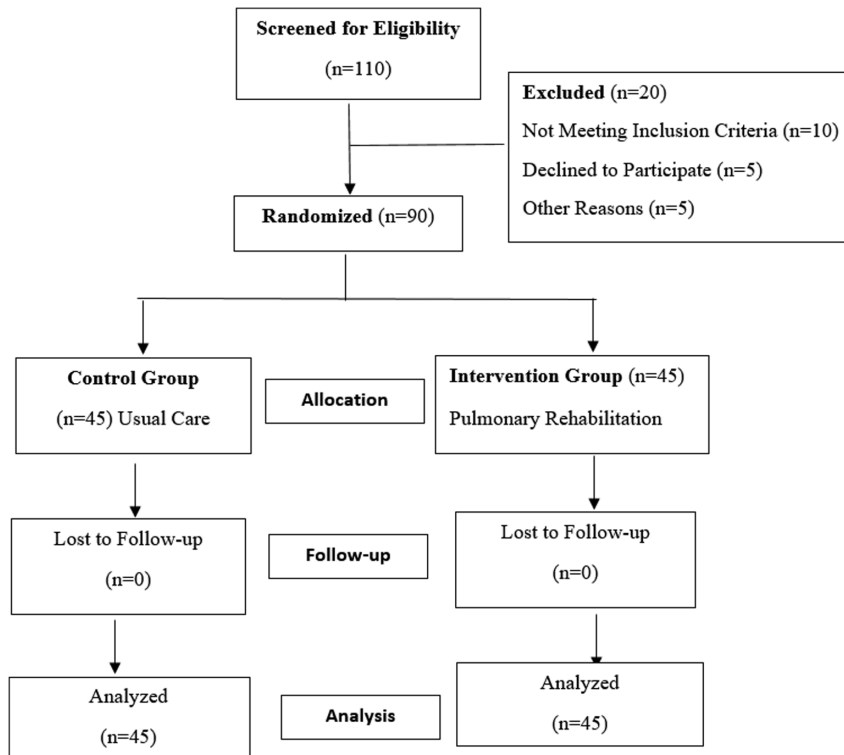 Screened for Eligibility
(n=110)
Excluded (n=20)
Not Meeting Inclusion Criteria (n=10)
Declined to Participate (n=5)
Other Reasons (n=5)
Randomized (n=90)
Control Group
(n=45) Usual Care
Allocation
Intervention Group (n=45)
Pulmonary Rehabilitation
Lost to Follow-up
(n=0)
Follow-up
Lost to Follow-up
(n=0)
Analyzed
(n=45)
Analysis
Analyzed
(n=45)